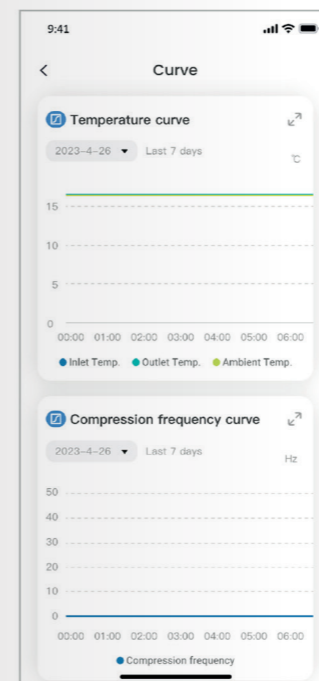 9:41
Curve
Temperature curve
2023-4-26 Last 7 days
℃
15
10
5
0
00:00 01:00 02:00 03:00 04:00 05:00 06:00
Inlet Temp. Outlet Temp. Ambient Temp.
Compression frequency curve
2023-4-26 Last 7 days
Hz
50
40
30
20
10
0
00:00 01:00 02:00 03:00 04:00 05:00 06:00
Compression frequency